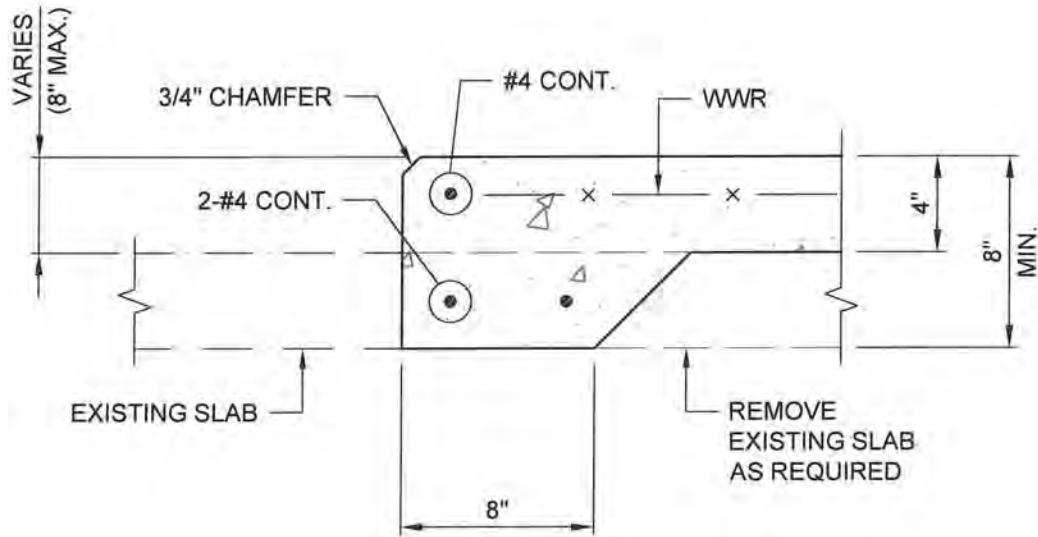 VARIES
(8" MAX.)
3/4" CHAMFER
#4 CONT.
WWR
2-#4 CONT.
4"
8"
MIN.
EXISTING SLAB
REMOVE
EXISTING SLAB
AS REQUIRED
8"